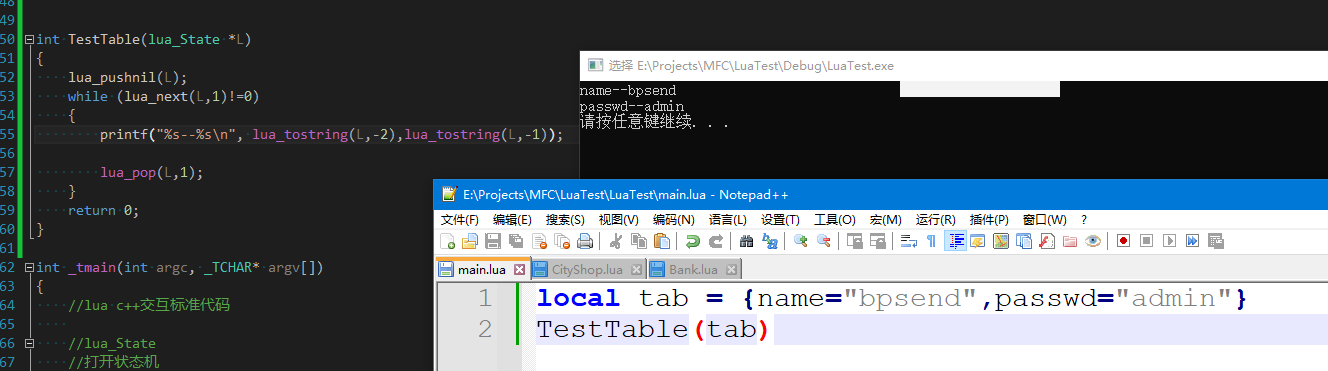 48
49
50 int TestTable(lua_State *L)
51 {
52 lua_pushnil(L);
53 while (lua_next(L,1)!=0)
54 {
55 printf("%s--%s\n", lua_tostring(L,-2),lua_tostring(L,-1));
56
57 lua_pop(L,1);
58 }
59 return 0;
60 }
61
62 int _tmain(int argc, _TCHAR* argv[])
63 {
64 //lua c++交互标准代码
65
66 //lua_State
67 //打开状态机
选择 E:\Projects\MFC\LuaTest\Debug\LuaTest.exe
name--bpsend
passwd--admin
请按任意键继续. . .
E:\Projects\MFC\LuaTest\LuaTest\main.lua - Notepad++
文件(F) 编辑(E) 搜索(S) 视图(V) 编码(N) 语言(L) 设置(T) 工具(O) 宏(M) 运行(R) 插件(P) 窗口(W) ?
main.lua CityShop.lua Bank.lua
1 local tab = {name="bpsend",passwd="admin"}
2 TestTable(tab)